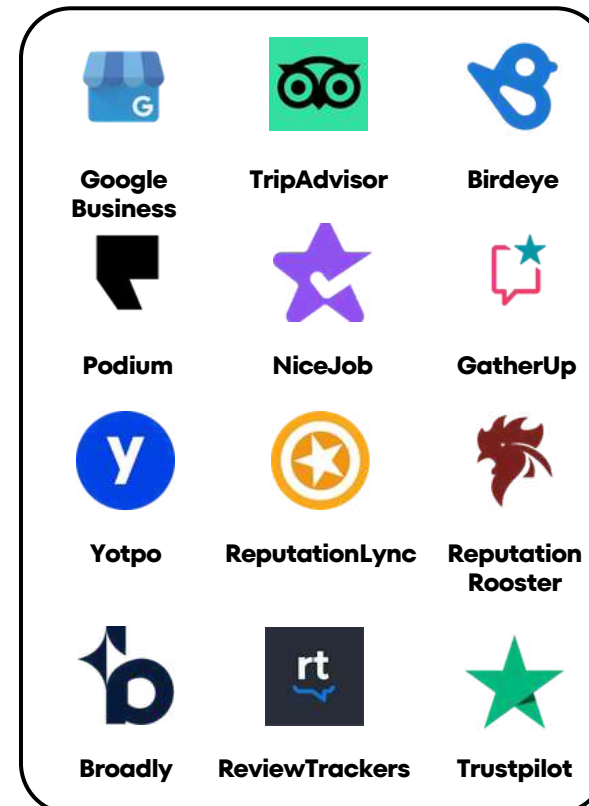 G
Google
Business
TripAdvisor
Birdeye
Podium
NiceJob
GatherUp
y
Yotpo
ReputationLync
Reputation
Rooster
b
Broadly
rt
ReviewTrackers
Trustpilot